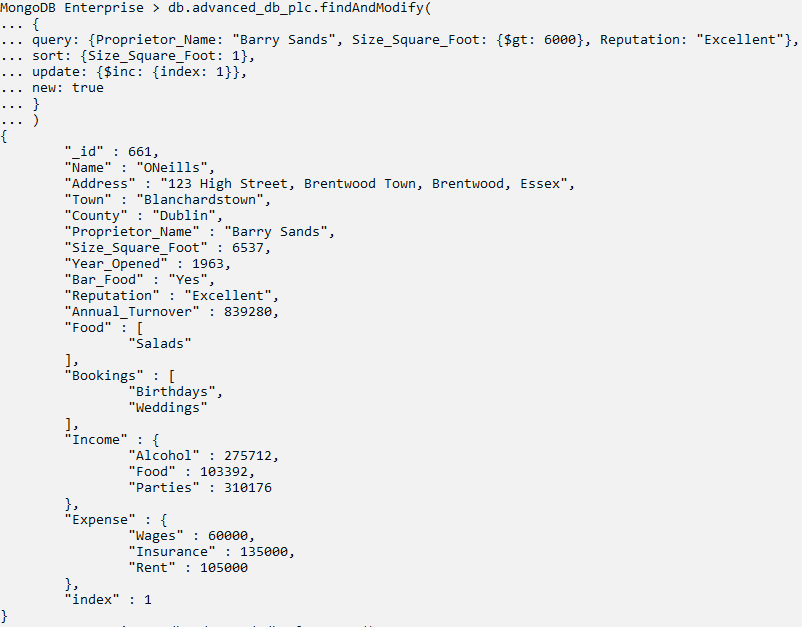 MongoDB Enterprise > db.advanced_db_plc.findAndModify(
... {
... query: {Proprietor_Name: "Barry Sands", Size_Square_Foot: {$gt: 6000}, Reputation: "Excellent"},
... sort: {Size_Square_Foot: 1},
... update: {$inc: {index: 1}},
... new: true
... }
... )
{
        "_id" : 661,
        "Name" : "ONeills",
        "Address" : "123 High Street, Brentwood Town, Brentwood, Essex",
        "Town" : "Blanchardstown",
        "County" : "Dublin",
        "Proprietor_Name" : "Barry Sands",
        "Size_Square_Foot" : 6537,
        "Year_Opened" : 1963,
        "Bar_Food" : "Yes",
        "Reputation" : "Excellent",
        "Annual_Turnover" : 839280,
        "Food" : [
                "Salads"
        ],
        "Bookings" : [
                "Birthdays",
                "Weddings"
        ],
        "Income" : {
                "Alcohol" : 275712,
                "Food" : 103392,
                "Parties" : 310176
        },
        "Expense" : {
                "Wages" : 60000,
                "Insurance" : 135000,
                "Rent" : 105000
        },
        "index" : 1
}